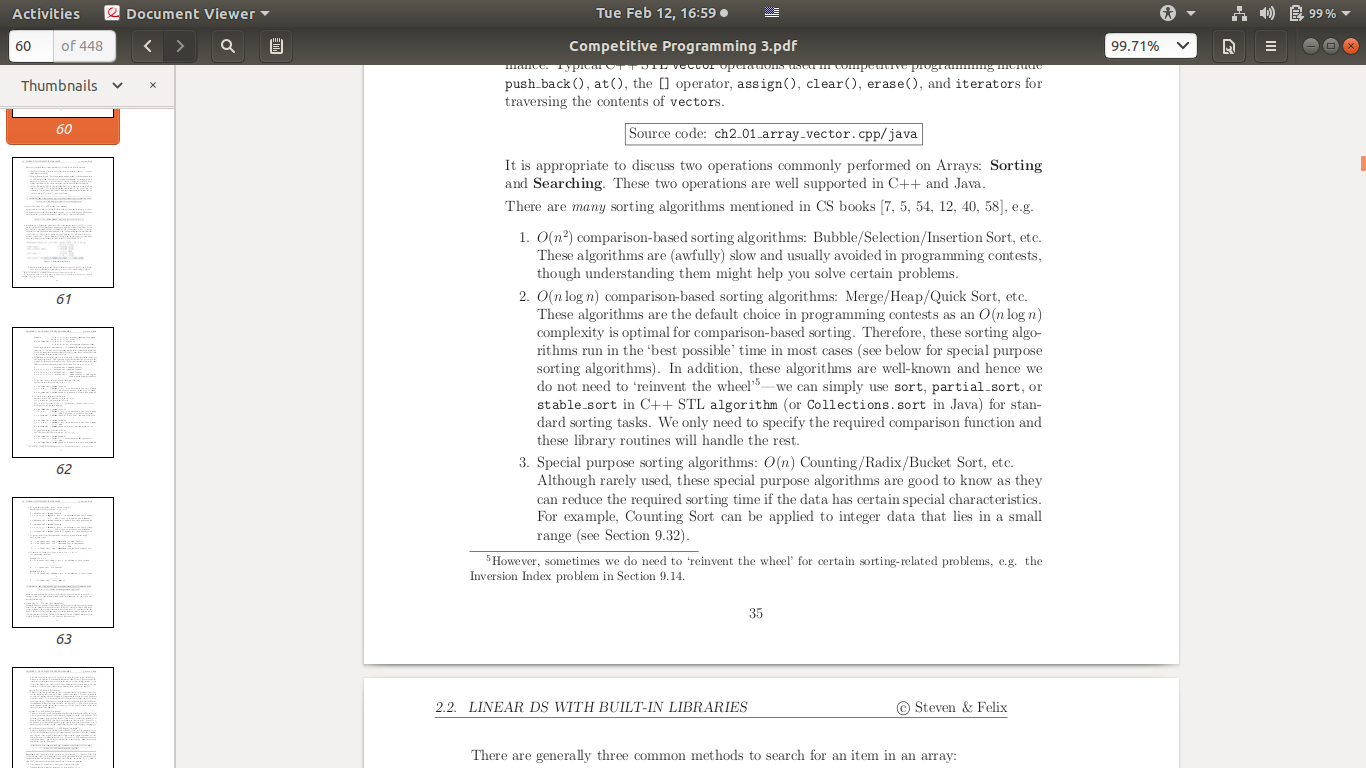 Activities Document Viewer Tue Feb 12, 16:59 99%
60 of 448 Competitive Programming 3.pdf 99.71%
Thumbnails ×
60
61
62
63
mance. Typical C++ STL vector operations used in competitive programming include
push_back(), at(), the [] operator, assign(), clear(), erase(), and iterators for
traversing the contents of vectors.
Source code: ch2_01_array_vector.cpp/java
It is appropriate to discuss two operations commonly performed on Arrays: Sorting
and Searching. These two operations are well supported in C++ and Java.
There are many sorting algorithms mentioned in CS books [7, 5, 54, 12, 40, 58], e.g.
1. O(n²) comparison-based sorting algorithms: Bubble/Selection/Insertion Sort, etc.
These algorithms are (awfully) slow and usually avoided in programming contests,
though understanding them might help you solve certain problems.
2. O(n log n) comparison-based sorting algorithms: Merge/Heap/Quick Sort, etc.
These algorithms are the default choice in programming contests as an O(n log n)
complexity is optimal for comparison-based sorting. Therefore, these sorting algo-
rithms run in the 'best possible' time in most cases (see below for special purpose
sorting algorithms). In addition, these algorithms are well-known and hence we
do not need to 'reinvent the wheel'⁵—we can simply use sort, partial_sort, or
stable_sort in C++ STL algorithm (or Collections.sort in Java) for stan-
dard sorting tasks. We only need to specify the required comparison function and
these library routines will handle the rest.
3. Special purpose sorting algorithms: O(n) Counting/Radix/Bucket Sort, etc.
Although rarely used, these special purpose algorithms are good to know as they
can reduce the required sorting time if the data has certain special characteristics.
For example, Counting Sort can be applied to integer data that lies in a small
range (see Section 9.32).
⁵However, sometimes we do need to 'reinvent the wheel' for certain sorting-related problems, e.g. the
Inversion Index problem in Section 9.14.
35
2.2. LINEAR DS WITH BUILT-IN LIBRARIES © Steven & Felix
There are generally three common methods to search for an item in an array: